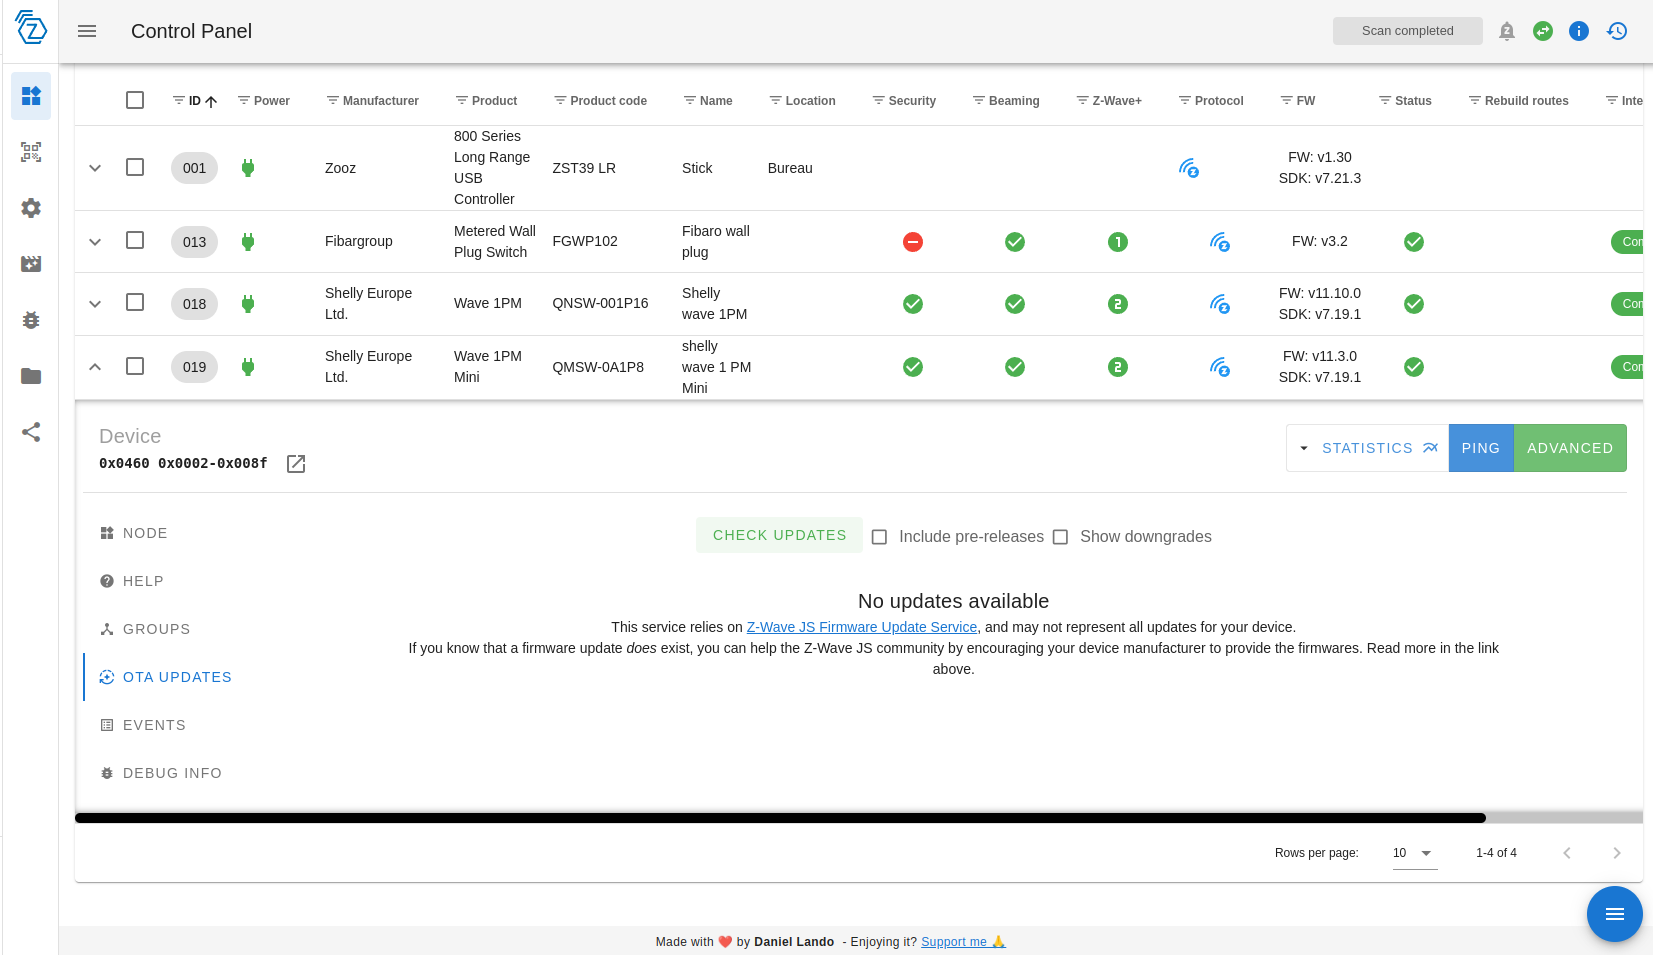 Control Panel
Scan completed
ID Power Manufacturer Product Product code Name Location Security Beaming Z-Wave+ Protocol FW Status Rebuild routes Inte
001 Zooz 800 Series Long Range USB Controller ZST39 LR Stick Bureau FW: v1.30 SDK: v7.21.3
013 Fibargroup Metered Wall Plug Switch FGWP102 Fibaro wall plug 1 FW: v3.2 Con
018 Shelly Europe Ltd. Wave 1PM QNSW-001P16 Shelly wave 1PM 2 FW: v11.10.0 SDK: v7.19.1 Con
019 Shelly Europe Ltd. Wave 1PM Mini QMSW-0A1P8 shelly wave 1 PM Mini 2 FW: v11.3.0 SDK: v7.19.1 Con
Device
0x0460 0x0002-0x008f
STATISTICS PING ADVANCED
NODE
HELP
GROUPS
OTA UPDATES
EVENTS
DEBUG INFO
CHECK UPDATES Include pre-releases Show downgrades
No updates available
This service relies on Z-Wave JS Firmware Update Service, and may not represent all updates for your device.
If you know that a firmware update does exist, you can help the Z-Wave JS community by encouraging your device manufacturer to provide the firmwares. Read more in the link
above.
Rows per page: 10 1-4 of 4
Made with ❤️ by Daniel Lando - Enjoying it? Support me 🙏